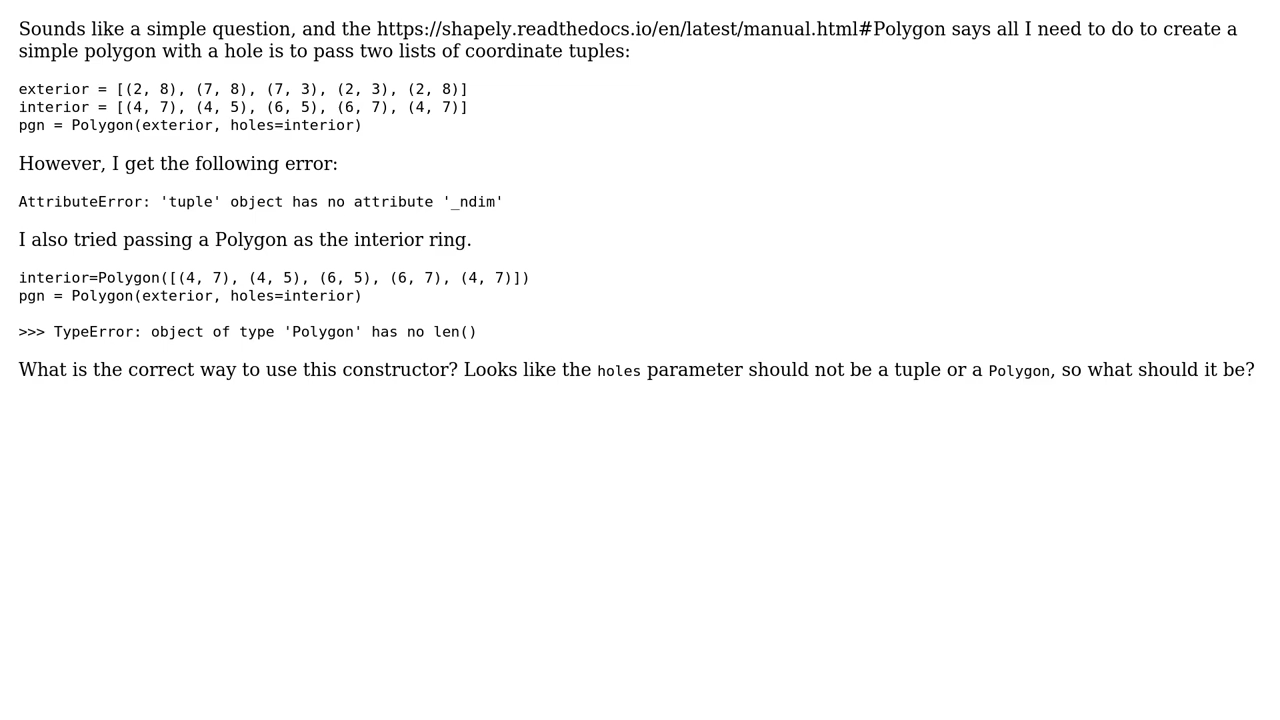 Sounds like a simple question, and the https://shapely.readthedocs.io/en/latest/manual.html#Polygon says all I need to do to create a
simple polygon with a hole is to pass two lists of coordinate tuples:
exterior = [(2, 8), (7, 8), (7, 3), (2, 3), (2, 8)]
interior = [(4, 7), (4, 5), (6, 5), (6, 7), (4, 7)]
pgn = Polygon(exterior, holes=interior)
However, I get the following error:
AttributeError: 'tuple' object has no attribute '_ndim'
I also tried passing a Polygon as the interior ring.
interior=Polygon([(4, 7), (4, 5), (6, 5), (6, 7), (4, 7)])
pgn = Polygon(exterior, holes=interior)
>>> TypeError: object of type 'Polygon' has no len()
What is the correct way to use this constructor? Looks like the holes parameter should not be a tuple or a Polygon, so what should it be?